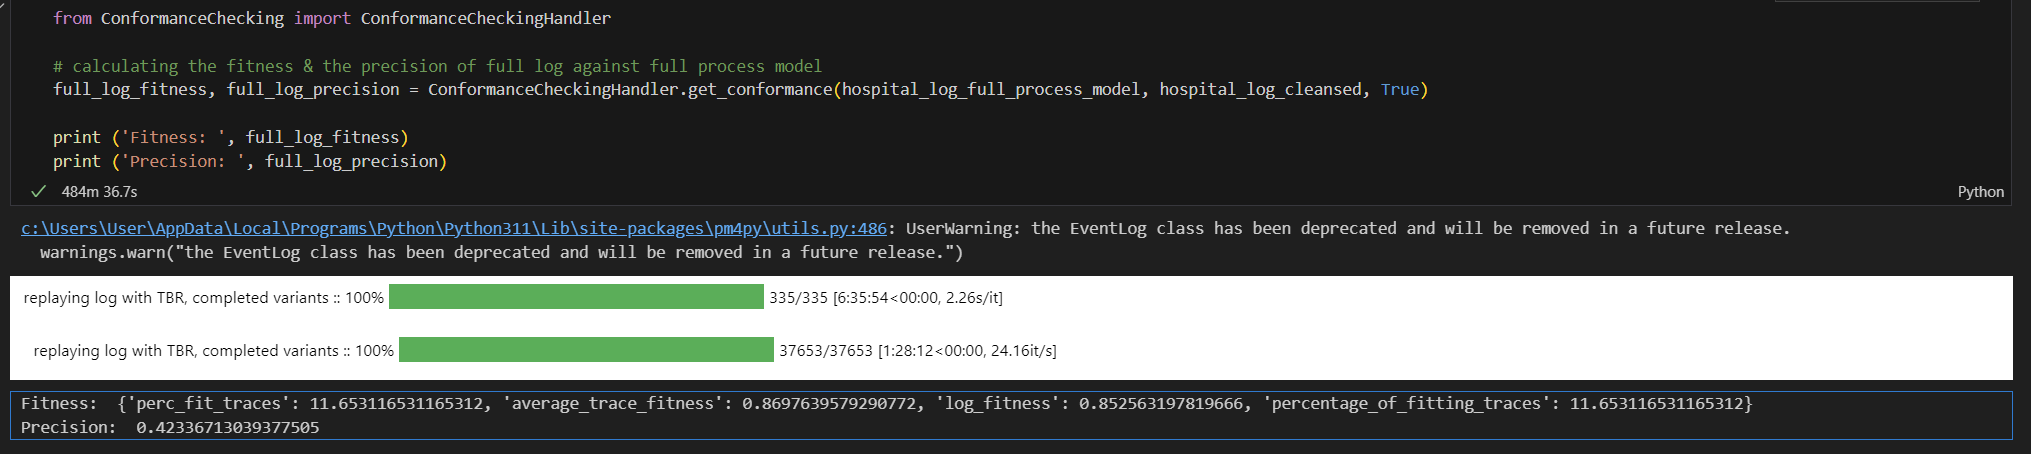 from ConformanceChecking import ConformanceCheckingHandler
# calculating the fitness & the precision of full log against full process model
full_log_fitness, full_log_precision = ConformanceCheckingHandler.get_conformance(hospital_log_full_process_model, hospital_log_cleansed, True)
print ('Fitness: ', full_log_fitness)
print ('Precision: ', full_log_precision)
484m 36.7s
Python
c:\Users\User\AppData\Local\Programs\Python\Python311\Lib\site-packages\pm4py\utils.py:486: UserWarning: the EventLog class has been deprecated and will be removed in a future release.
warnings.warn("the EventLog class has been deprecated and will be removed in a future release.")
replaying log with TBR, completed variants :: 100% 335/335 [6:35:54<00:00, 2.26s/it]
replaying log with TBR, completed variants :: 100% 37653/37653 [1:28:12<00:00, 24.16it/s]
Fitness:  {'perc_fit_traces': 11.653116531165312, 'average_trace_fitness': 0.8697639579290772, 'log_fitness': 0.852563197819666, 'percentage_of_fitting_traces': 11.653116531165312}
Precision:  0.42336713039377505